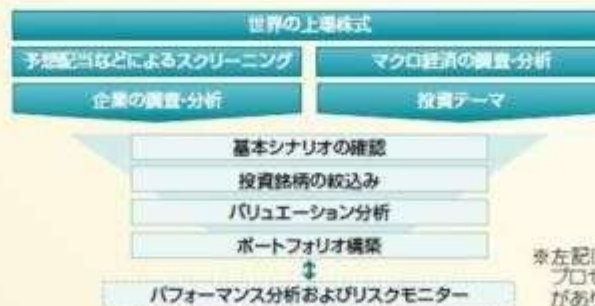 世界の上場株式
予想配当などによるスクリーニング
マクロ経済の調査・分析
企業の調査・分析
投資テーマ
基本シナリオの確認
投資銘柄の絞込み
バリュエーション分析
ポートフォリオ構築
パフォーマンス分析およびリスクモニター
※左記
プロセ
があり